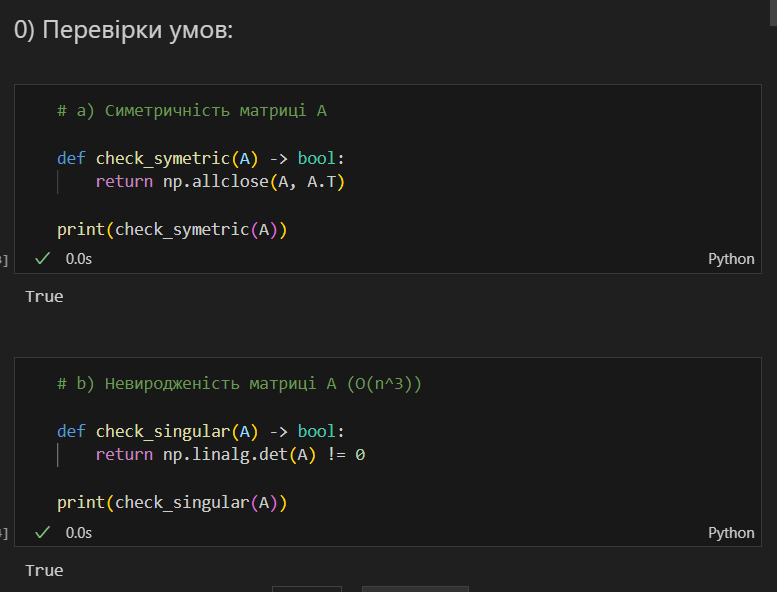 0) Перевірки умов:
# a) Симетричність матриці A
def check_symetric(A) -> bool:
return np.allclose(A, A.T)
print(check_symetric(A))
]
0.0s
Python
True
# b) Невиродженість матриці A (O(n^3))
def check_singular(A) -> bool:
return np.linalg.det(A) != 0
print(check_singular(A))
]
0.0s
Python
True